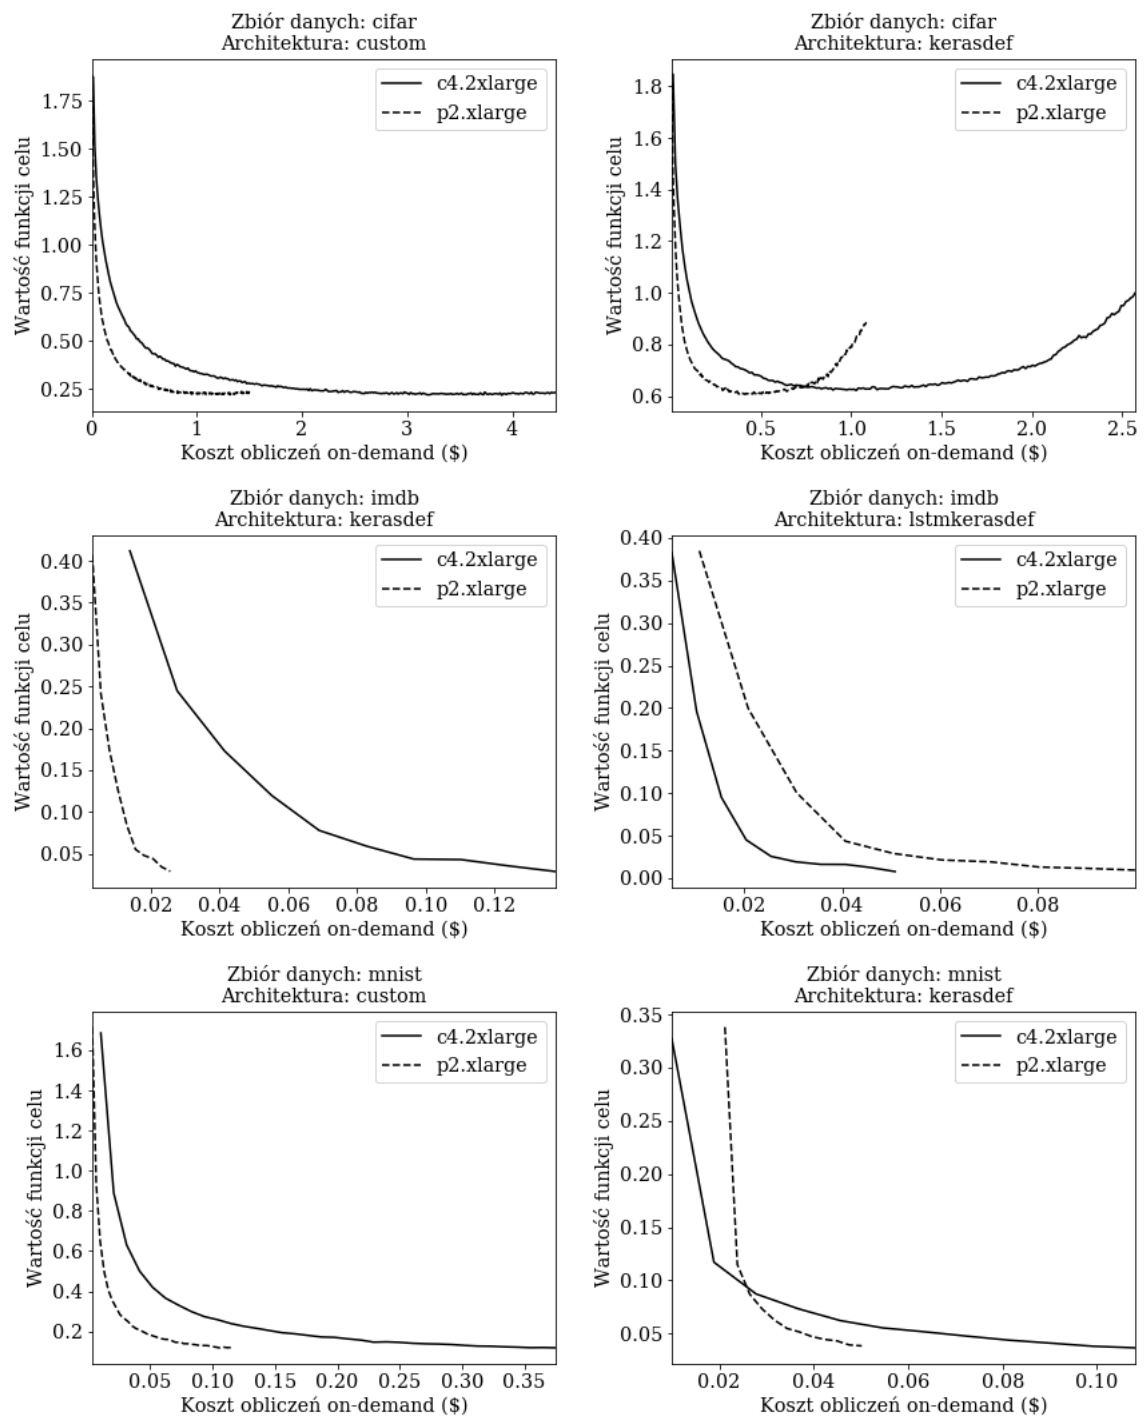 Zbiór danych: cifar
Architektura: custom
c4.2xlarge
p2.xlarge
Wartość funkcji celu
1.75
1.50
1.25
1.00
0.75
0.50
0.25
0 1 2 3 4
Koszt obliczeń on-demand ($)
Zbiór danych: cifar
Architektura: kerasdef
c4.2xlarge
p2.xlarge
Wartość funkcji celu
1.8
1.6
1.4
1.2
1.0
0.8
0.6
0.5 1.0 1.5 2.0 2.5
Koszt obliczeń on-demand ($)
Zbiór danych: imdb
Architektura: kerasdef
c4.2xlarge
p2.xlarge
Wartość funkcji celu
0.40
0.35
0.30
0.25
0.20
0.15
0.10
0.05
0.02 0.04 0.06 0.08 0.10 0.12
Koszt obliczeń on-demand ($)
Zbiór danych: imdb
Architektura: lstmkerasdef
c4.2xlarge
p2.xlarge
Wartość funkcji celu
0.40
0.35
0.30
0.25
0.20
0.15
0.10
0.05
0.00
0.02 0.04 0.06 0.08
Koszt obliczeń on-demand ($)
Zbiór danych: mnist
Architektura: custom
c4.2xlarge
p2.xlarge
Wartość funkcji celu
1.6
1.4
1.2
1.0
0.8
0.6
0.4
0.2
0.05 0.10 0.15 0.20 0.25 0.30 0.35
Koszt obliczeń on-demand ($)
Zbiór danych: mnist
Architektura: kerasdef
c4.2xlarge
p2.xlarge
Wartość funkcji celu
0.35
0.30
0.25
0.20
0.15
0.10
0.05
0.02 0.04 0.06 0.08 0.10
Koszt obliczeń on-demand ($)